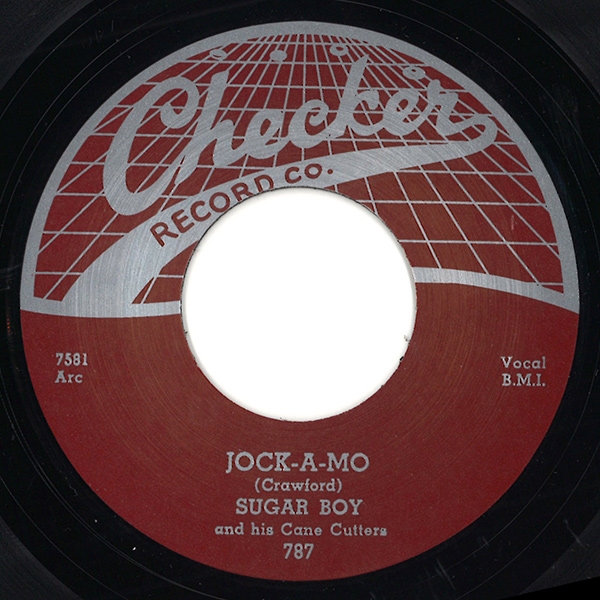 Checker
RECORD CO.
7581
Arc
Vocal
B.M.I.
JOCK-A-MO
(Crawford)
SUGAR BOY
and his Cane Cutters
787